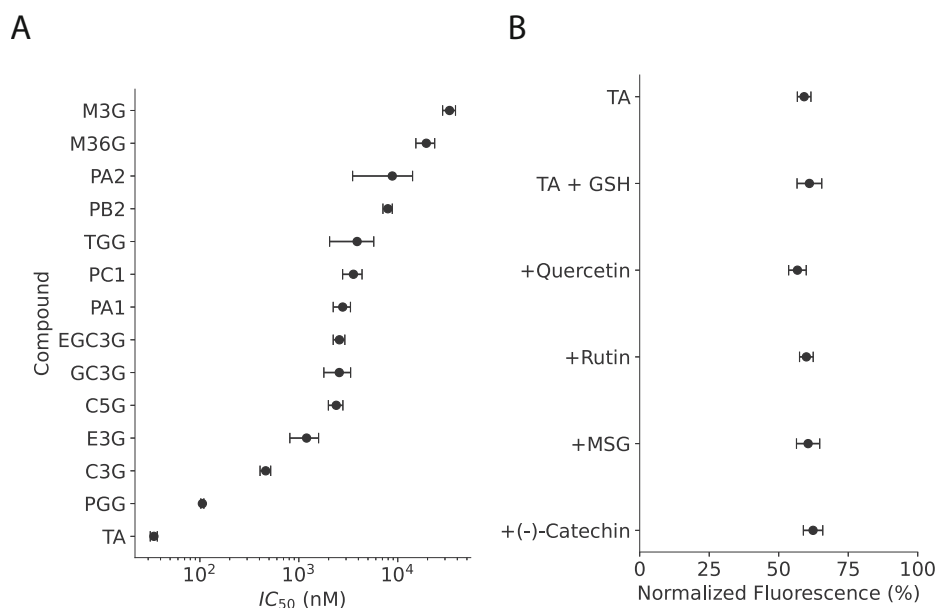 A
Compound
M3G
M36G
PA2
PB2
TGG
PC1
PA1
EGC3G
GC3G
C5G
E3G
C3G
PGG
TA
10² 10³ 10⁴
IC₅₀ (nM)
B
TA
TA + GSH
+Quercetin
+Rutin
+MSG
+(-)-Catechin
0 25 50 75 100
Normalized Fluorescence (%)